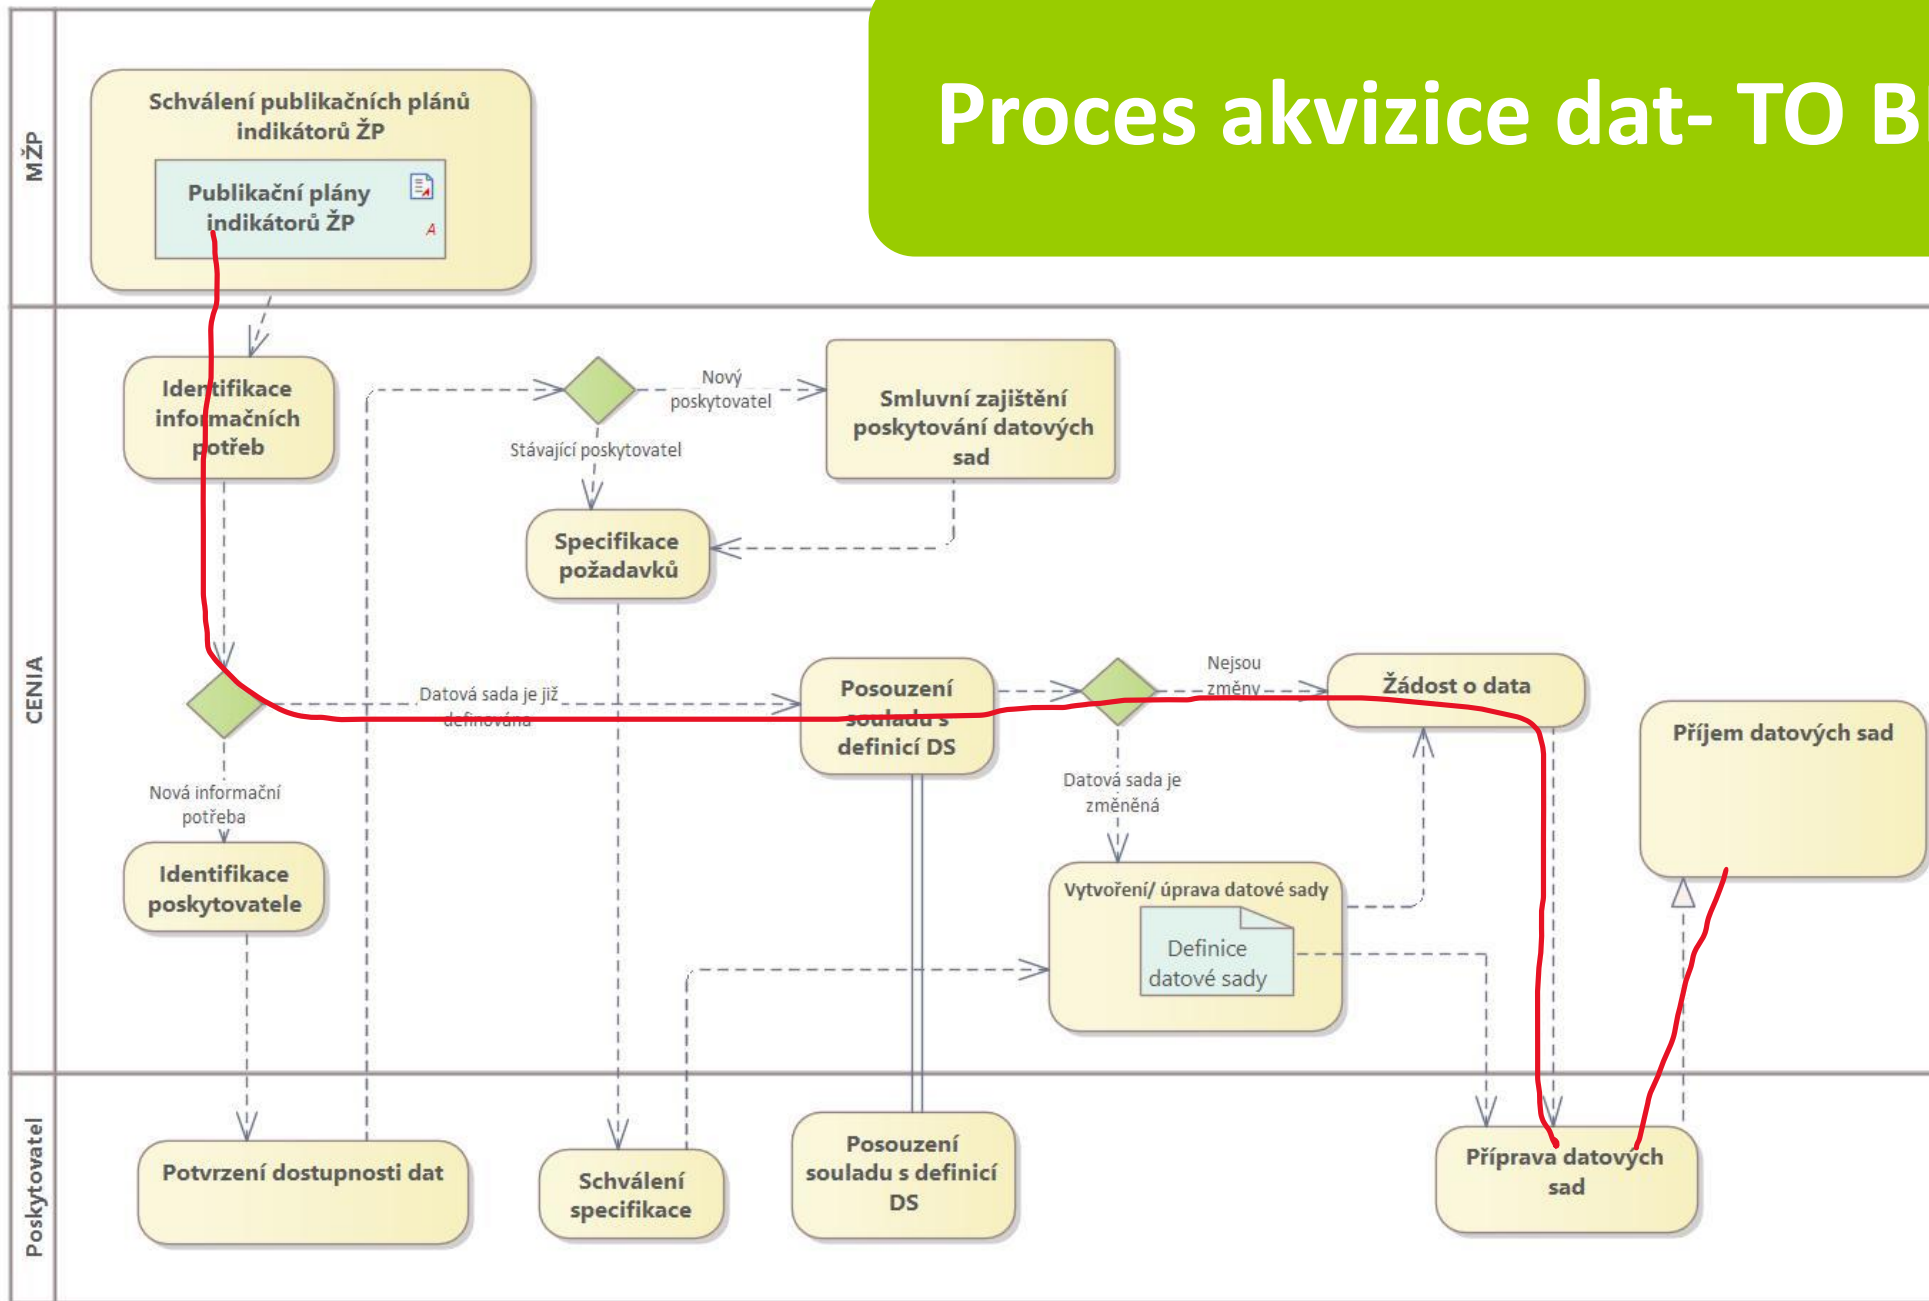 Proces akvizice dat- TO B
MŽP
Schválení publikačních plánů
indikátorů ŽP
Publikační plány
indikátorů ŽP
A
CENIA
Identifikace
informačních
potřeb
Nový
poskytovatel
Stávající poskytovatel
Smluvní zajištění
poskytování datových
sad
Specifikace
požadavků
Datová sada je již
definována
Posouzení
souladu s
definicí DS
Nejsou
změny
Žádost o data
Příjem datových sad
Nová informační
potřeba
Datová sada je
změněná
Identifikace
poskytovatele
Vytvoření/ úprava datové sady
Definice
datové sady
Poskytovatel
Potvrzení dostupnosti dat
Schválení
specifikace
Posouzení
souladu s definicí
DS
Příprava datových
sad